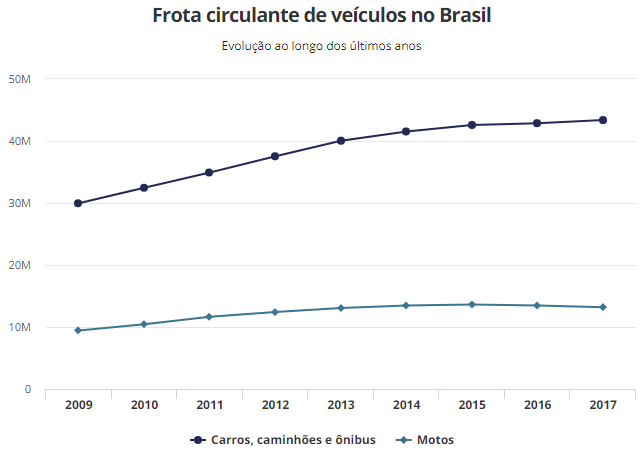 Frota circulante de veículos no Brasil
Evolução ao longo dos últimos anos
50M
40M
30M
20M
10M
0
2009 2010 2011 2012 2013 2014 2015 2016 2017
Carros, caminhões e ônibus Motos